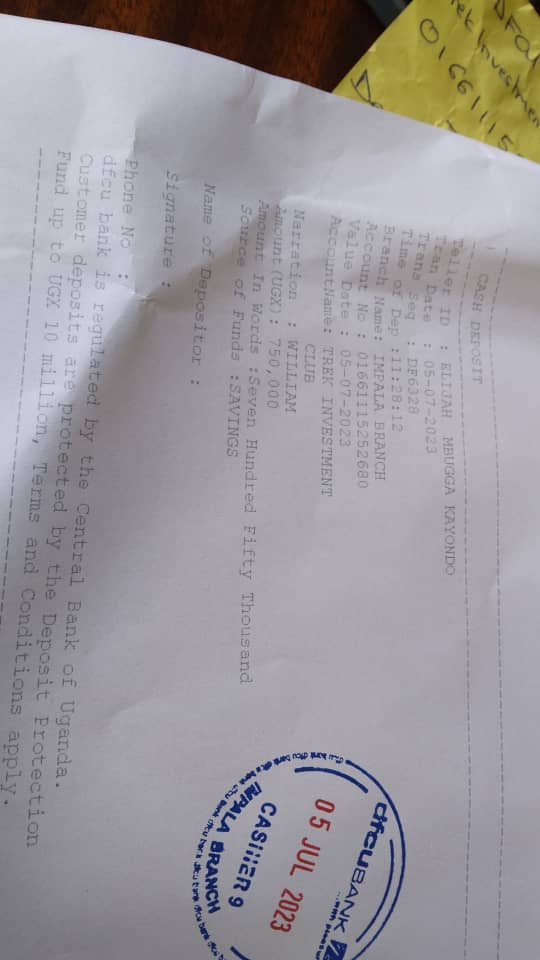 CASH DEPOSIT
Teller ID : ELIJAH MBUGGA KAYONDO
Tran Date : 05-07-2023
Trans Seq : DF6328
Time of Dep :11:28:12
Branch Name: IMPALA BRANCH
Account No : 01661115252680
Value Date : 05-07-2023
AccountName: TREK INVESTMENT
CLUB
Narration : WILLIAM
Amount(UGX): 750,000
Amount In Words :Seven Hundred Fifty Thousand
Source of Funds :SAVINGS
Name of Depositor :
Signature :
Phone No :
dfcu bank is regulated by the Central Bank of Uganda.
Customer deposits are protected by the Deposit Protection
Fund up to UGX 10 million, Terms and Conditions apply.
dfcu BANK
05 JUL 2023
CASHIER 9
IMPALA BRANCH
DFCU
Investmen
01661115